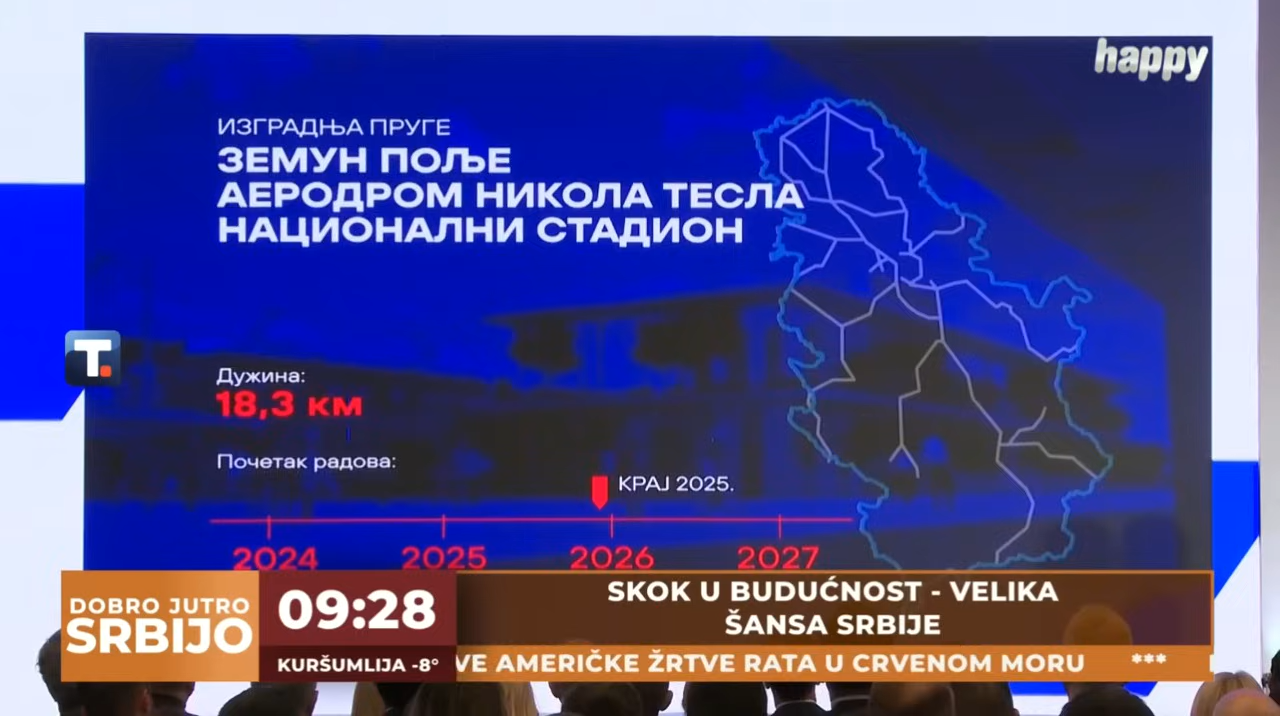 happy
ИЗГРАДЊА ПРУГЕ
ЗЕМУН ПОЉЕ
АЕРОДРОМ НИКОЛА ТЕСЛА
НАЦИОНАЛНИ СТАДИОН
T.
Дужина:
18,3 км
Почетак радова:
КРАЈ 2025.
2024 2025 2026 2027
DOBRO JUTRO
SRBIJO
09:28
KURŠUMLIJA -8°
SKOK U BUDUĆNOST - VELIKA
ŠANSA SRBIJE
VE AMERIČKE ŽRTVE RATA U CRVENOM MORU ***